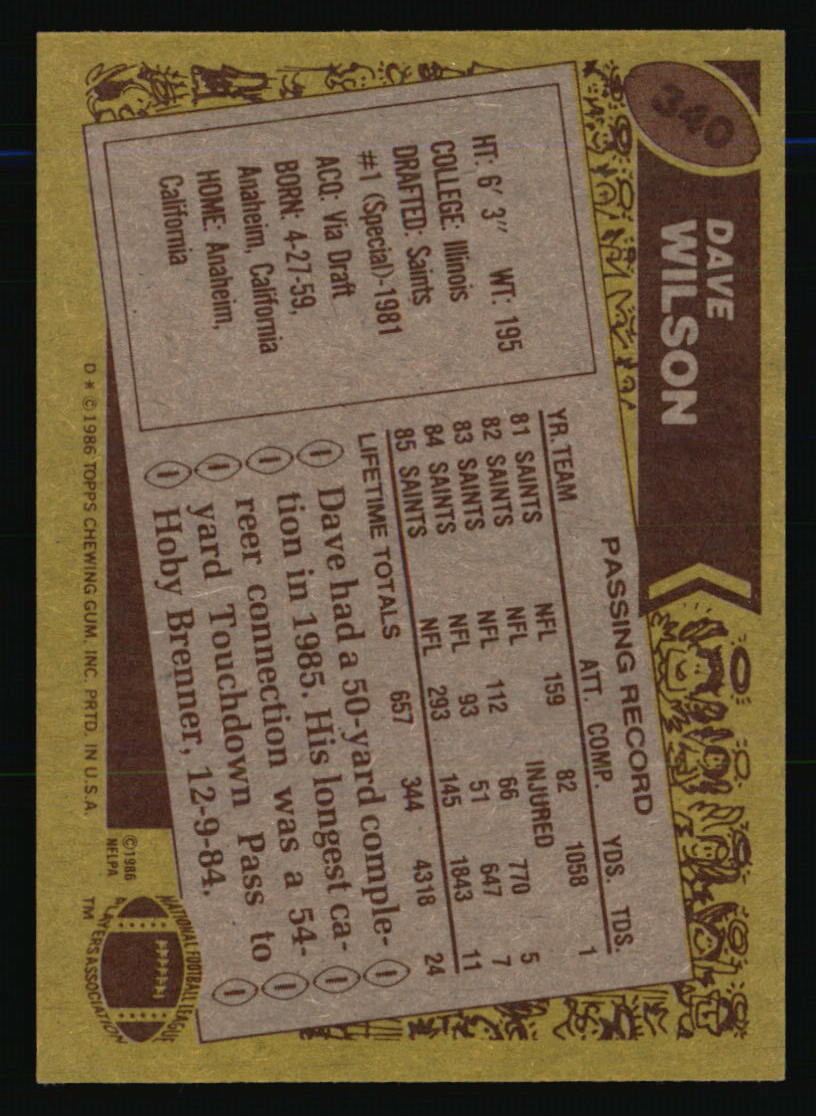 340
DAVE
WILSON
HT: 6' 3" WT: 195
COLLEGE: Illinois
DRAFTED: Saints
#1 (Special)-1981
ACQ: Via Draft
BORN: 4-27-59,
Anaheim, California
HOME: Anaheim,
California
PASSING RECORD
YR. TEAM ATT. COMP. YDS. TDS.
81 SAINTS NFL 159 82 1058 1
82 SAINTS NFL INJURED
83 SAINTS NFL 112 66 770 5
84 SAINTS NFL 93 51 647 7
85 SAINTS NFL 293 145 1843 11
LIFETIME TOTALS 657 344 4318 24
Dave had a 50-yard comple-
tion in 1985. His longest ca-
reer connection was a 54-
yard Touchdown Pass to
Hoby Brenner, 12-9-84.
D * ©1986 TOPPS CHEWING GUM, INC. PRTD. IN U.S.A.
©1986
NFLPA
NATIONAL FOOTBALL LEAGUE
PLAYERS ASSOCIATION
TM